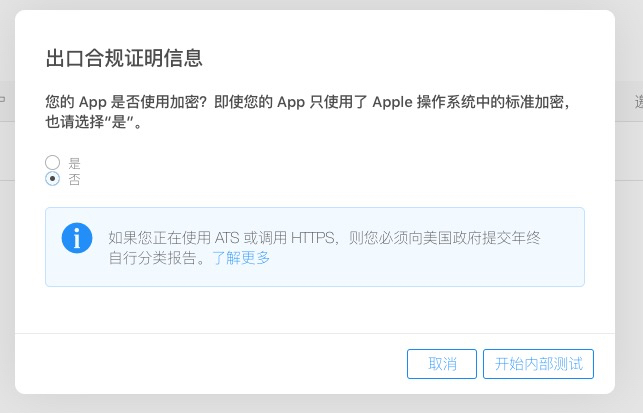 出口合规证明信息
您的 App 是否使用加密？即使您的 App 只使用了 Apple 操作系统中的标准加密，
也请选择“是”。
是
否
如果您正在使用 ATS 或调用 HTTPS，则您必须向美国政府提交年终
自行分类报告。了解更多
取消
开始内部测试